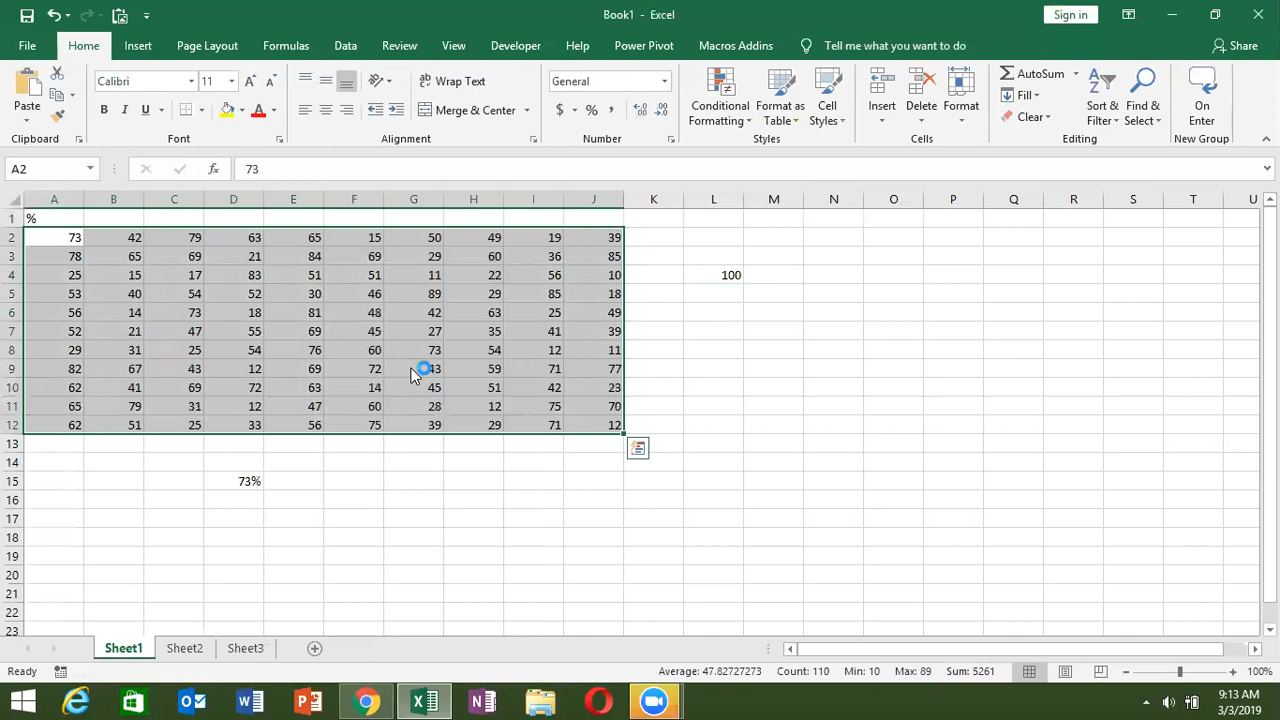 Book1 - Excel
Sign in
File Home Insert Page Layout Formulas Data Review View Developer Help Power Pivot Macros Addins Tell me what you want to do Share
Calibri 11 Wrap Text General AutoSum
Paste Merge & Center $ % , Conditional Formatting Format as Table Cell Styles Insert Delete Format Fill Clear Sort & Filter Find & Select On Enter
Clipboard Font Alignment Number Styles Cells Editing New Group
A2 fx 73
A B C D E F G H I J K L M N O P Q R S T U
1 %
2 73 42 79 63 65 15 50 49 19 39
3 78 65 69 21 84 69 29 60 36 85
4 25 15 17 83 51 51 11 22 56 10 100
5 53 40 54 52 30 46 89 29 85 18
6 56 14 73 18 81 48 42 63 25 49
7 52 21 47 55 69 45 27 35 41 39
8 29 31 25 54 76 60 73 54 12 11
9 82 67 43 12 69 72 43 59 71 77
10 62 41 69 72 63 14 45 51 42 23
11 65 79 31 12 47 60 28 12 75 70
12 62 51 25 33 56 75 39 29 71 12
13
14
15 73%
16
17
18
19
20
21
22
23
Sheet1 Sheet2 Sheet3
Ready Average: 47.82727273 Count: 110 Min: 10 Max: 89 Sum: 5261 100%
9:13 AM
3/3/2019